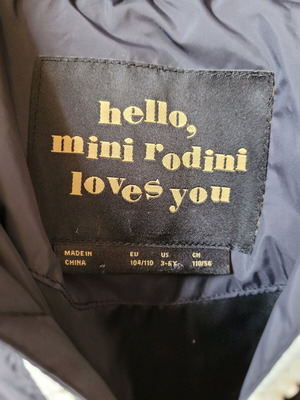 hello,
mini rodini
loves you
MADE IN EU US CN
CHINA 104/110 3-5Y 110/56